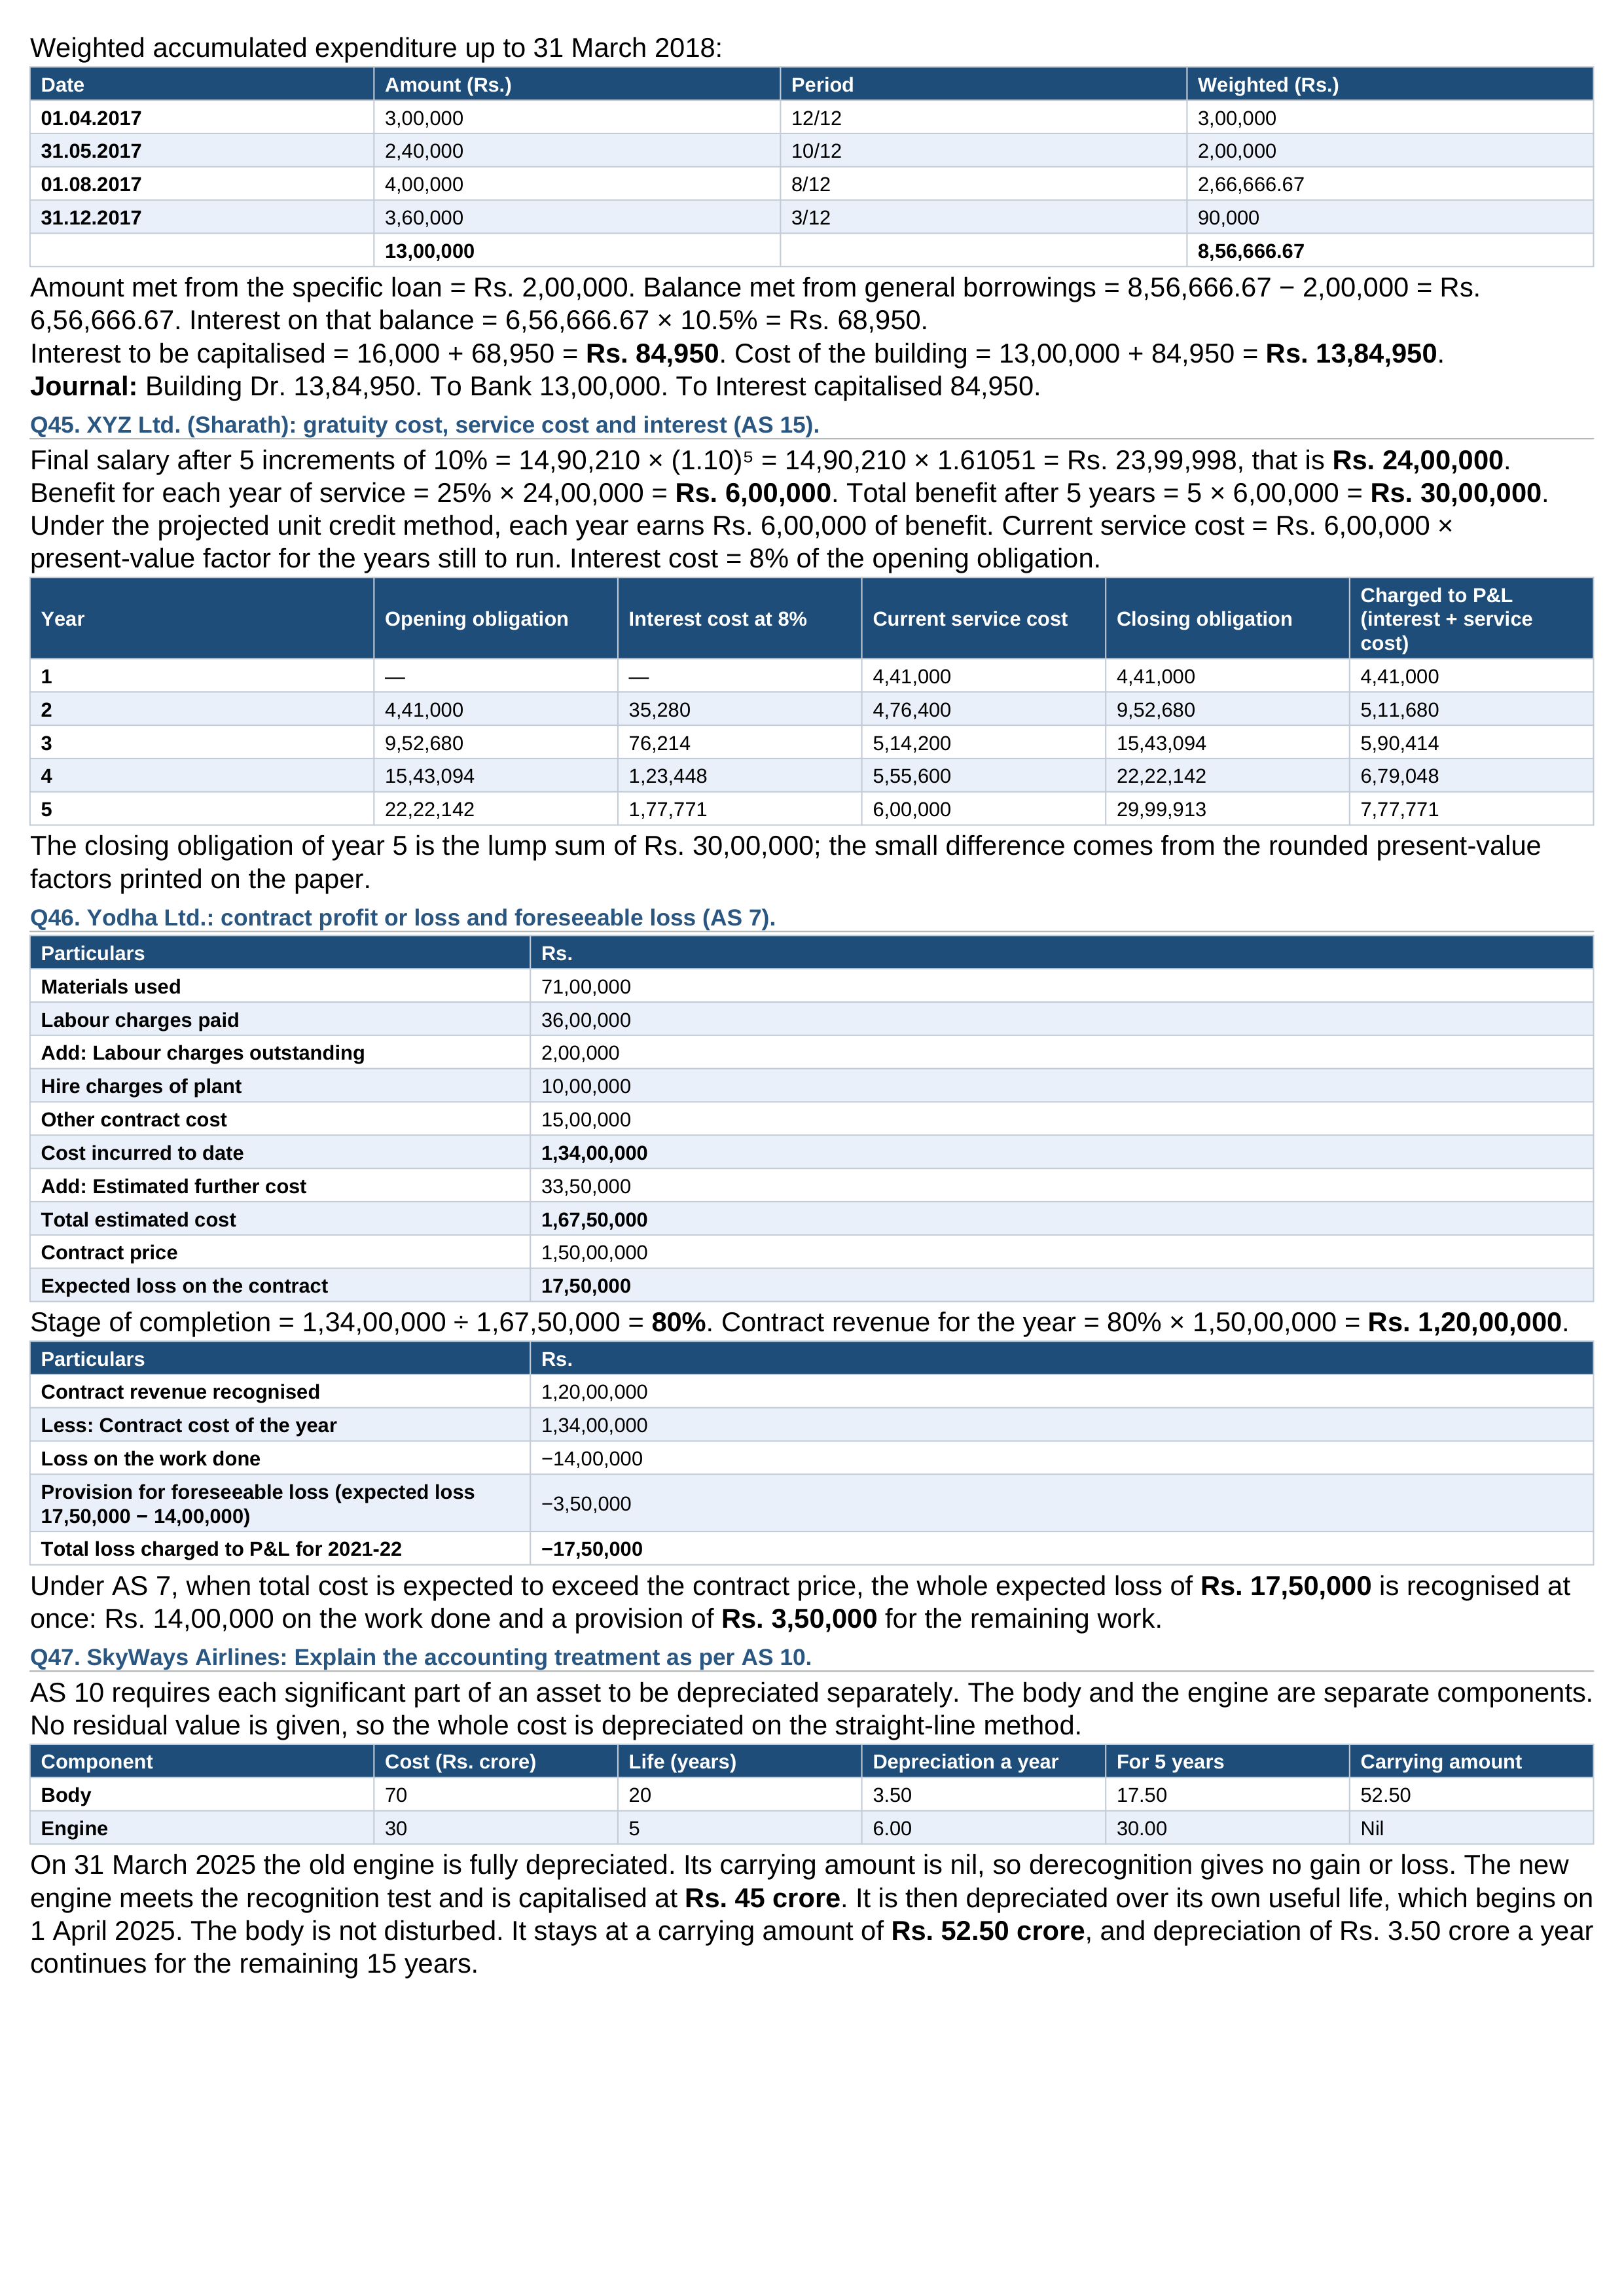 Weighted accumulated expenditure up to 31 March 2018:
Date Amount (Rs.) Period Weighted (Rs.)
01.04.2017 3,00,000 12/12 3,00,000
31.05.2017 2,40,000 10/12 2,00,000
01.08.2017 4,00,000 8/12 2,66,666.67
31.12.2017 3,60,000 3/12 90,000
13,00,000 8,56,666.67
Amount met from the specific loan = Rs. 2,00,000. Balance met from general borrowings = 8,56,666.67 − 2,00,000 = Rs.
6,56,666.67. Interest on that balance = 6,56,666.67 × 10.5% = Rs. 68,950.
Interest to be capitalised = 16,000 + 68,950 = Rs. 84,950. Cost of the building = 13,00,000 + 84,950 = Rs. 13,84,950.
Journal: Building Dr. 13,84,950. To Bank 13,00,000. To Interest capitalised 84,950.
Q45. XYZ Ltd. (Sharath): gratuity cost, service cost and interest (AS 15).
Final salary after 5 increments of 10% = 14,90,210 × (1.10)⁵ = 14,90,210 × 1.61051 = Rs. 23,99,998, that is Rs. 24,00,000.
Benefit for each year of service = 25% × 24,00,000 = Rs. 6,00,000. Total benefit after 5 years = 5 × 6,00,000 = Rs. 30,00,000.
Under the projected unit credit method, each year earns Rs. 6,00,000 of benefit. Current service cost = Rs. 6,00,000 ×
present-value factor for the years still to run. Interest cost = 8% of the opening obligation.
Year Opening obligation Interest cost at 8% Current service cost Closing obligation Charged to P&L (interest + service cost)
1 — — 4,41,000 4,41,000 4,41,000
2 4,41,000 35,280 4,76,400 9,52,680 5,11,680
3 9,52,680 76,214 5,14,200 15,43,094 5,90,414
4 15,43,094 1,23,448 5,55,600 22,22,142 6,79,048
5 22,22,142 1,77,771 6,00,000 29,99,913 7,77,771
The closing obligation of year 5 is the lump sum of Rs. 30,00,000; the small difference comes from the rounded present-value
factors printed on the paper.
Q46. Yodha Ltd.: contract profit or loss and foreseeable loss (AS 7).
Particulars Rs.
Materials used 71,00,000
Labour charges paid 36,00,000
Add: Labour charges outstanding 2,00,000
Hire charges of plant 10,00,000
Other contract cost 15,00,000
Cost incurred to date 1,34,00,000
Add: Estimated further cost 33,50,000
Total estimated cost 1,67,50,000
Contract price 1,50,00,000
Expected loss on the contract 17,50,000
Stage of completion = 1,34,00,000 ÷ 1,67,50,000 = 80%. Contract revenue for the year = 80% × 1,50,00,000 = Rs. 1,20,00,000.
Particulars Rs.
Contract revenue recognised 1,20,00,000
Less: Contract cost of the year 1,34,00,000
Loss on the work done −14,00,000
Provision for foreseeable loss (expected loss
17,50,000 − 14,00,000) −3,50,000
Total loss charged to P&L for 2021-22 −17,50,000
Under AS 7, when total cost is expected to exceed the contract price, the whole expected loss of Rs. 17,50,000 is recognised at
once: Rs. 14,00,000 on the work done and a provision of Rs. 3,50,000 for the remaining work.
Q47. SkyWays Airlines: Explain the accounting treatment as per AS 10.
AS 10 requires each significant part of an asset to be depreciated separately. The body and the engine are separate components.
No residual value is given, so the whole cost is depreciated on the straight-line method.
Component Cost (Rs. crore) Life (years) Depreciation a year For 5 years Carrying amount
Body 70 20 3.50 17.50 52.50
Engine 30 5 6.00 30.00 Nil
On 31 March 2025 the old engine is fully depreciated. Its carrying amount is nil, so derecognition gives no gain or loss. The new
engine meets the recognition test and is capitalised at Rs. 45 crore. It is then depreciated over its own useful life, which begins on
1 April 2025. The body is not disturbed. It stays at a carrying amount of Rs. 52.50 crore, and depreciation of Rs. 3.50 crore a year
continues for the remaining 15 years.